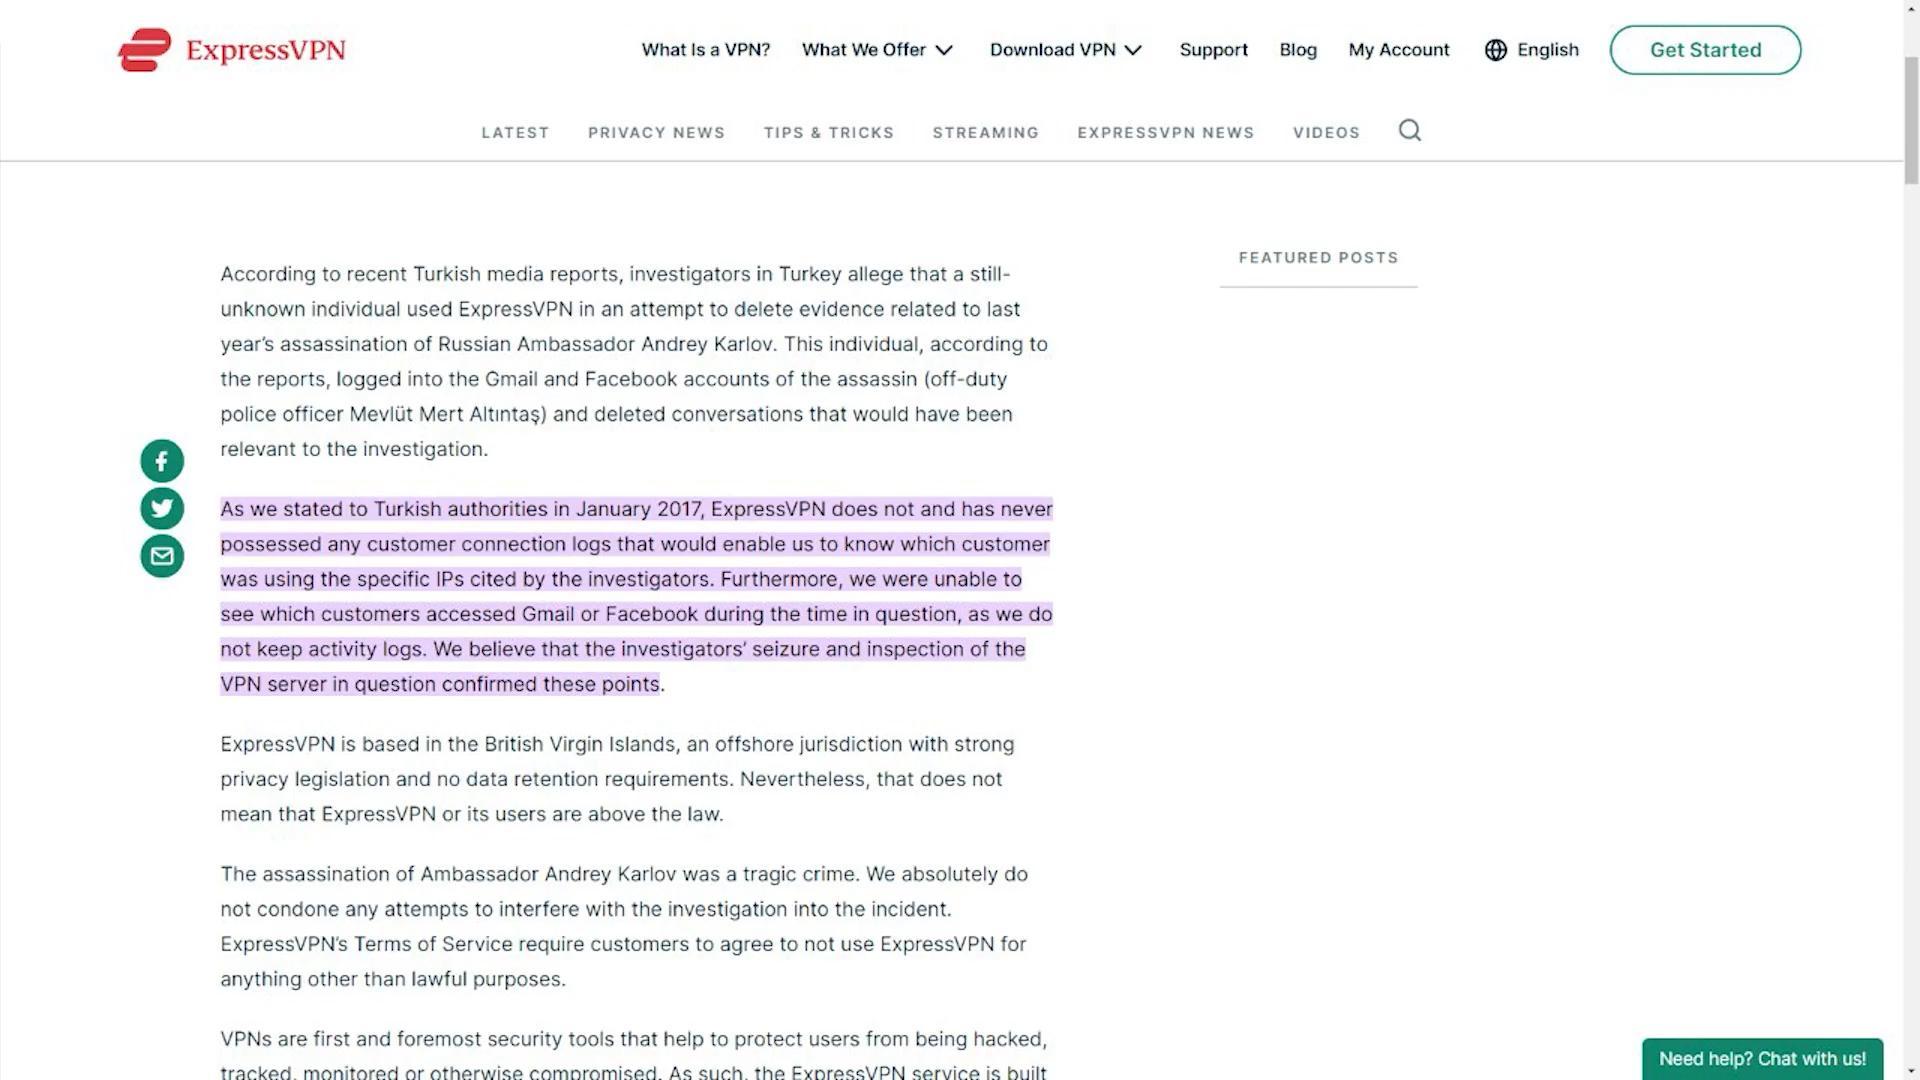 ExpressVPN
What Is a VPN? What We Offer Download VPN Support Blog My Account English Get Started
LATEST PRIVACY NEWS TIPS & TRICKS STREAMING EXPRESSVPN NEWS VIDEOS
FEATURED POSTS
According to recent Turkish media reports, investigators in Turkey allege that a still-
unknown individual used ExpressVPN in an attempt to delete evidence related to last
year’s assassination of Russian Ambassador Andrey Karlov. This individual, according to
the reports, logged into the Gmail and Facebook accounts of the assassin (off-duty
police officer Mevlüt Mert Altıntaş) and deleted conversations that would have been
relevant to the investigation.
As we stated to Turkish authorities in January 2017, ExpressVPN does not and has never
possessed any customer connection logs that would enable us to know which customer
was using the specific IPs cited by the investigators. Furthermore, we were unable to
see which customers accessed Gmail or Facebook during the time in question, as we do
not keep activity logs. We believe that the investigators’ seizure and inspection of the
VPN server in question confirmed these points.
ExpressVPN is based in the British Virgin Islands, an offshore jurisdiction with strong
privacy legislation and no data retention requirements. Nevertheless, that does not
mean that ExpressVPN or its users are above the law.
The assassination of Ambassador Andrey Karlov was a tragic crime. We absolutely do
not condone any attempts to interfere with the investigation into the incident.
ExpressVPN’s Terms of Service require customers to agree to not use ExpressVPN for
anything other than lawful purposes.
VPNs are first and foremost security tools that help to protect users from being hacked,
tracked, monitored or otherwise compromised. As such, the ExpressVPN service is built
Need help? Chat with us!